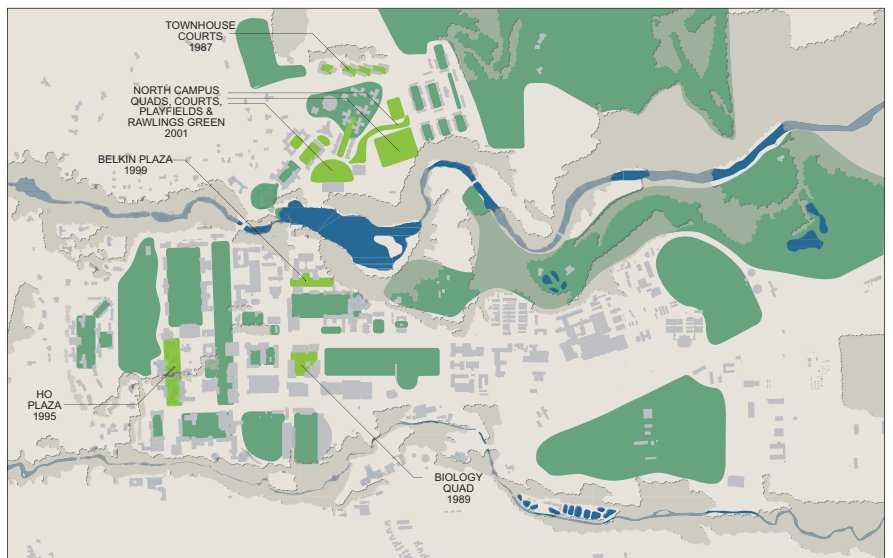 TOWNHOUSE
COURTS
1987
NORTH CAMPUS
QUADS, COURTS,
PLAYFIELDS &
RAWLINGS GREEN
2001
BELKIN PLAZA
1999
HO
PLAZA
1995
BIOLOGY
QUAD
1989